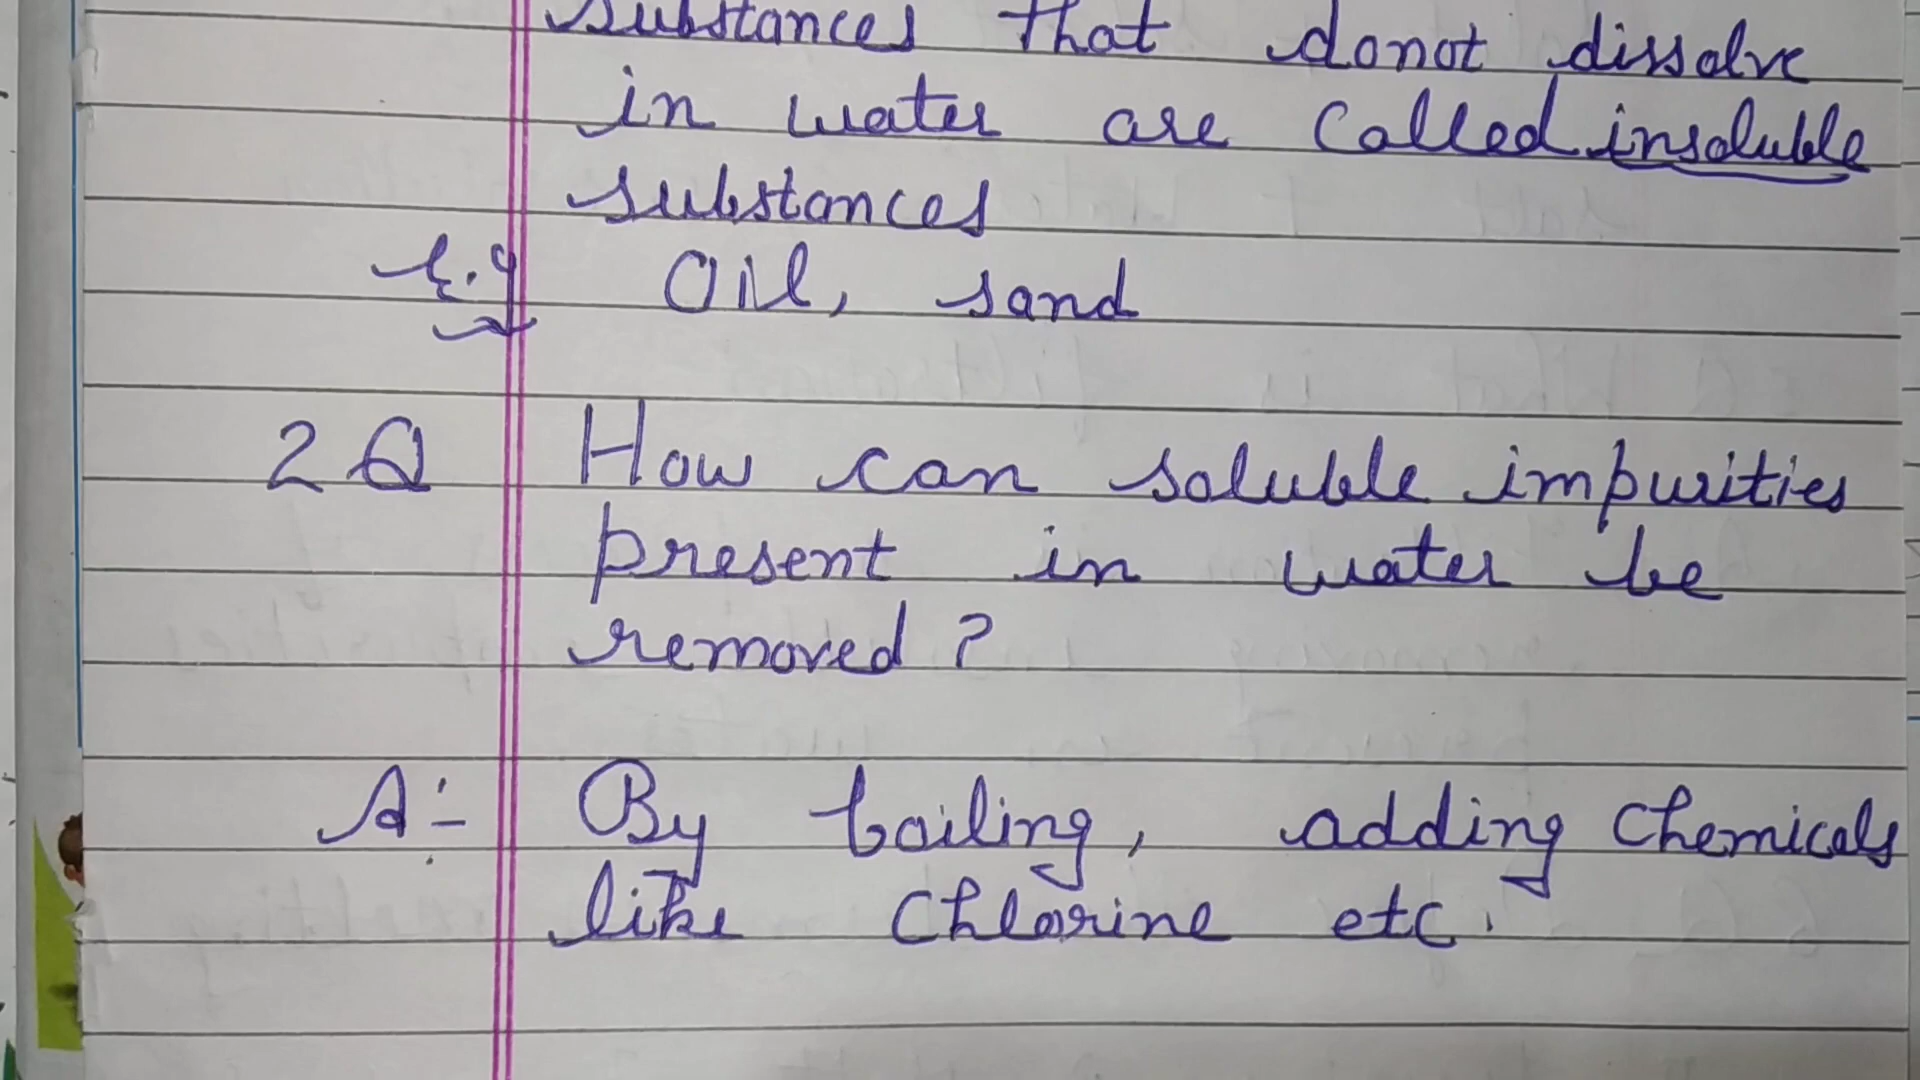 substances that donot dissolve
in water are called insoluble
substances
E.g Oil, sand
2 Q How can soluble impurities
present in water be
removed ?
A:- By boiling, adding chemicals
like chlorine etc.